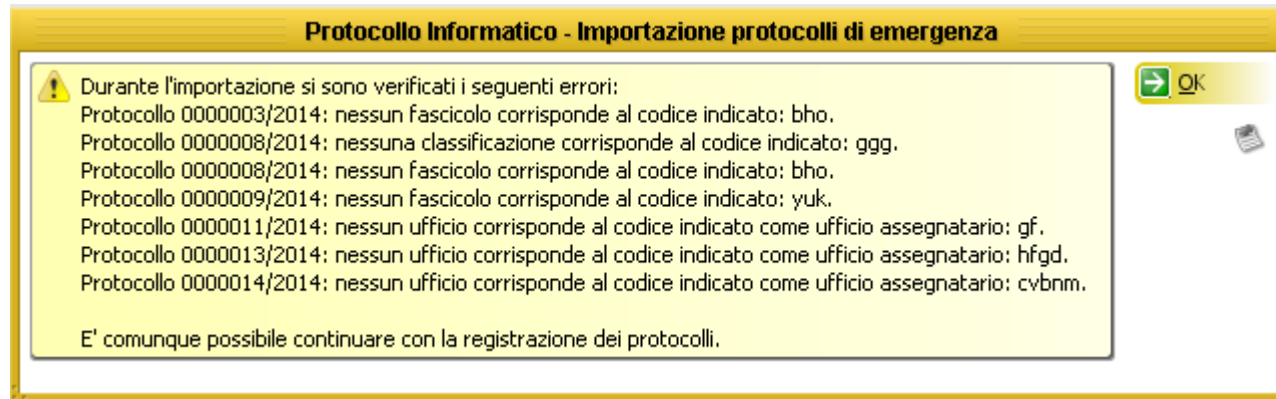 Protocollo Informatico - Importazione protocolli di emergenza
Durante l'importazione si sono verificati i seguenti errori:
Protocollo 0000003/2014: nessun fascicolo corrisponde al codice indicato: bho.
Protocollo 0000008/2014: nessuna classificazione corrisponde al codice indicato: ggg.
Protocollo 0000008/2014: nessun fascicolo corrisponde al codice indicato: bho.
Protocollo 0000009/2014: nessun fascicolo corrisponde al codice indicato: yuk.
Protocollo 0000011/2014: nessun ufficio corrisponde al codice indicato come ufficio assegnatario: gf.
Protocollo 0000013/2014: nessun ufficio corrisponde al codice indicato come ufficio assegnatario: hfgd.
Protocollo 0000014/2014: nessun ufficio corrisponde al codice indicato come ufficio assegnatario: cvbnm.
E' comunque possibile continuare con la registrazione dei protocolli.
OK